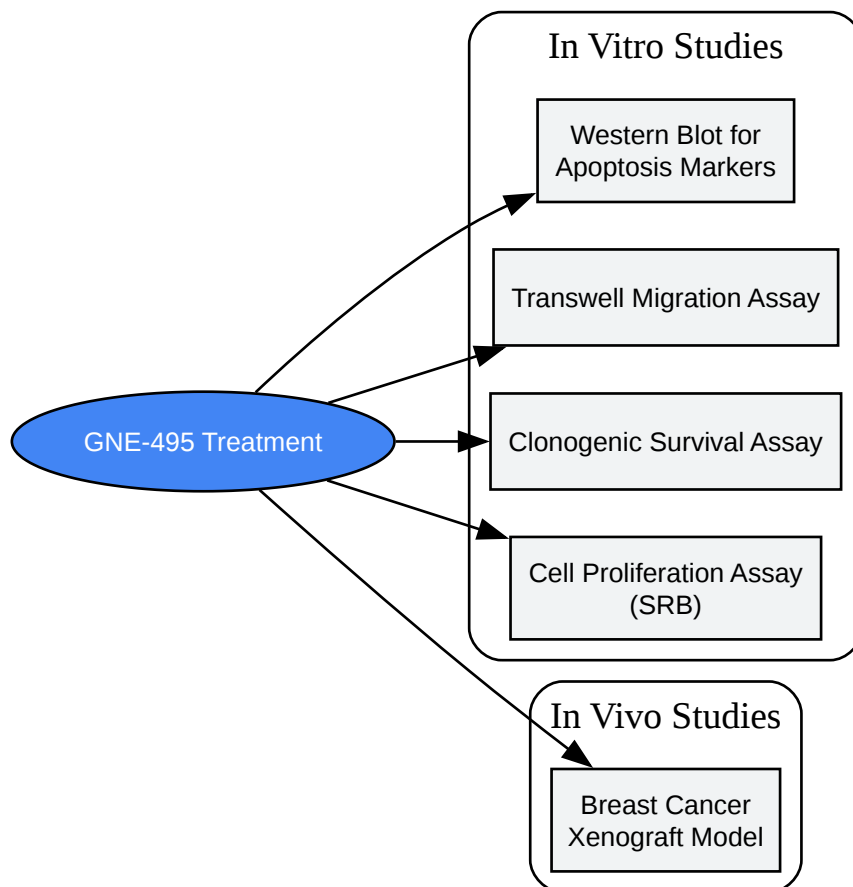 In Vitro Studies
Western Blot for
Apoptosis Markers
Transwell Migration Assay
GNE-495 Treatment
Clonogenic Survival Assay
Cell Proliferation Assay
(SRB)
In Vivo Studies
Breast Cancer
Xenograft Model